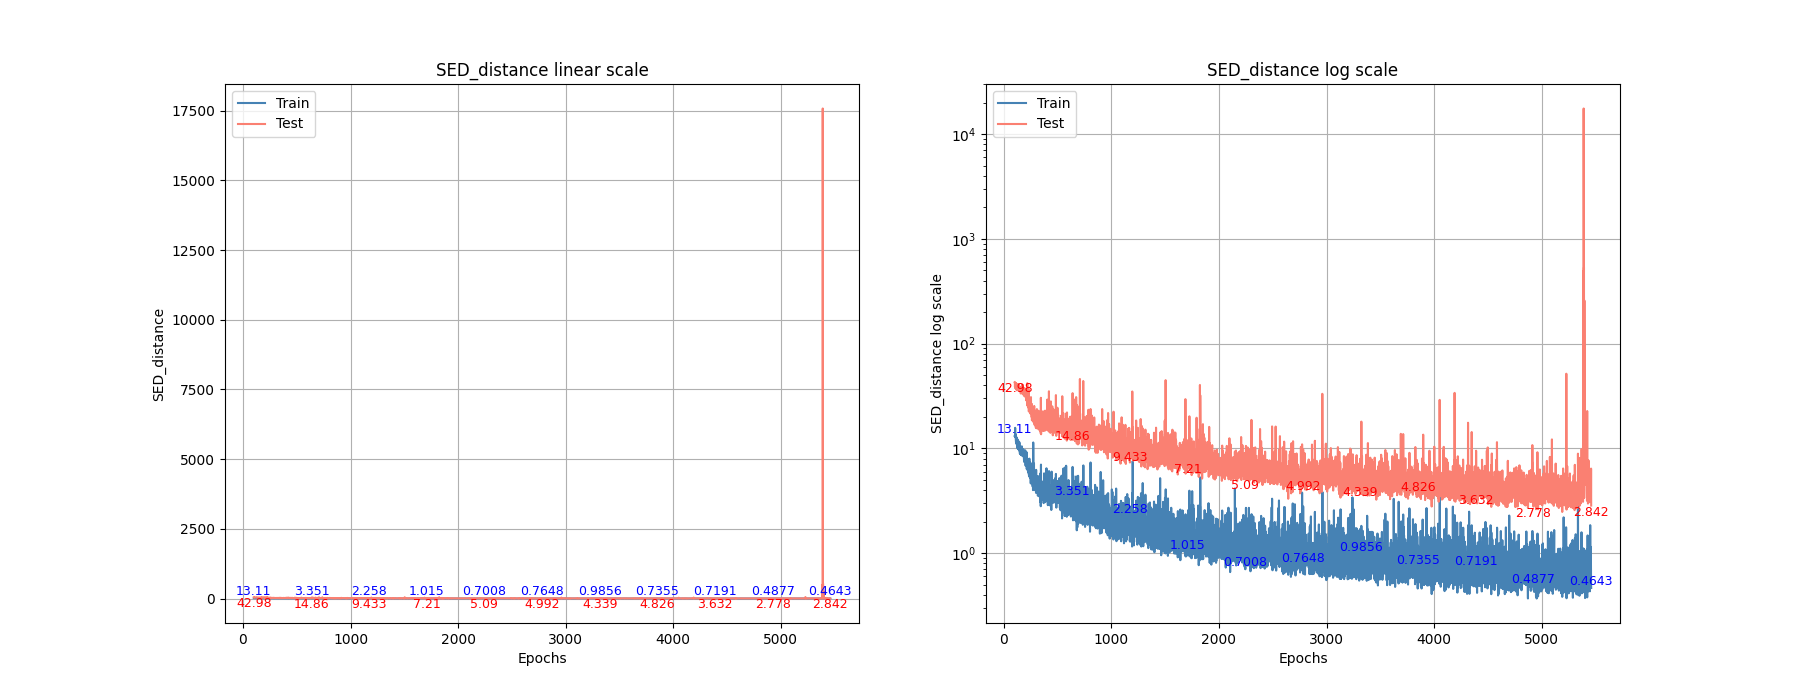 SED_distance linear scale
Train
Test
17500
15000
12500
10000
7500
5000
2500
0
SED_distance
13.11 3.351 2.258 1.015 0.7008 0.7648 0.9856 0.7355 0.7191 0.4877 0.4643
42.98 14.86 9.433 7.21 5.09 4.992 4.339 4.826 3.632 2.778 2.842
0 1000 2000 3000 4000 5000
Epochs
SED_distance log scale
Train
Test
10^4
10^3
10^2
10^1
10^0
SED_distance log scale
42.98 14.86 9.433 7.21 5.09 4.992 4.339 4.826 3.632 2.778 2.842
13.11 3.351 2.258 1.015 0.7008 0.7648 0.9856 0.7355 0.7191 0.4877 0.4643
0 1000 2000 3000 4000 5000
Epochs